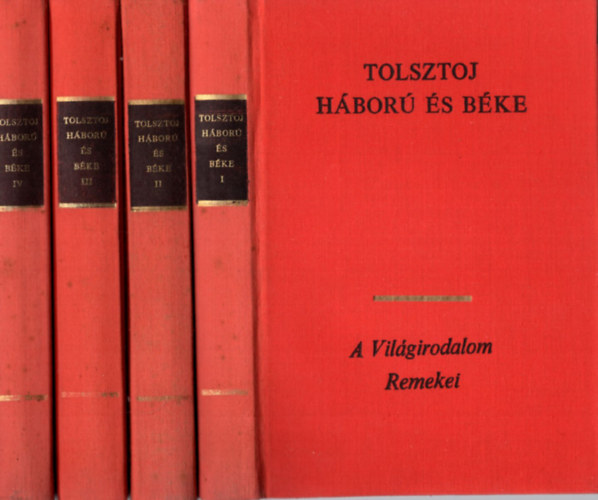 TOLSZTOJ
HÁBORÚ
ÉS
BÉKE
IV
TOLSZTOJ
HÁBORÚ
ÉS
BÉKE
III
TOLSZTOJ
HÁBORÚ
ÉS
BÉKE
II
TOLSZTOJ
HÁBORÚ
ÉS
BÉKE
I
TOLSZTOJ
HÁBORÚ ÉS BÉKE
A Világirodalom
Remekei